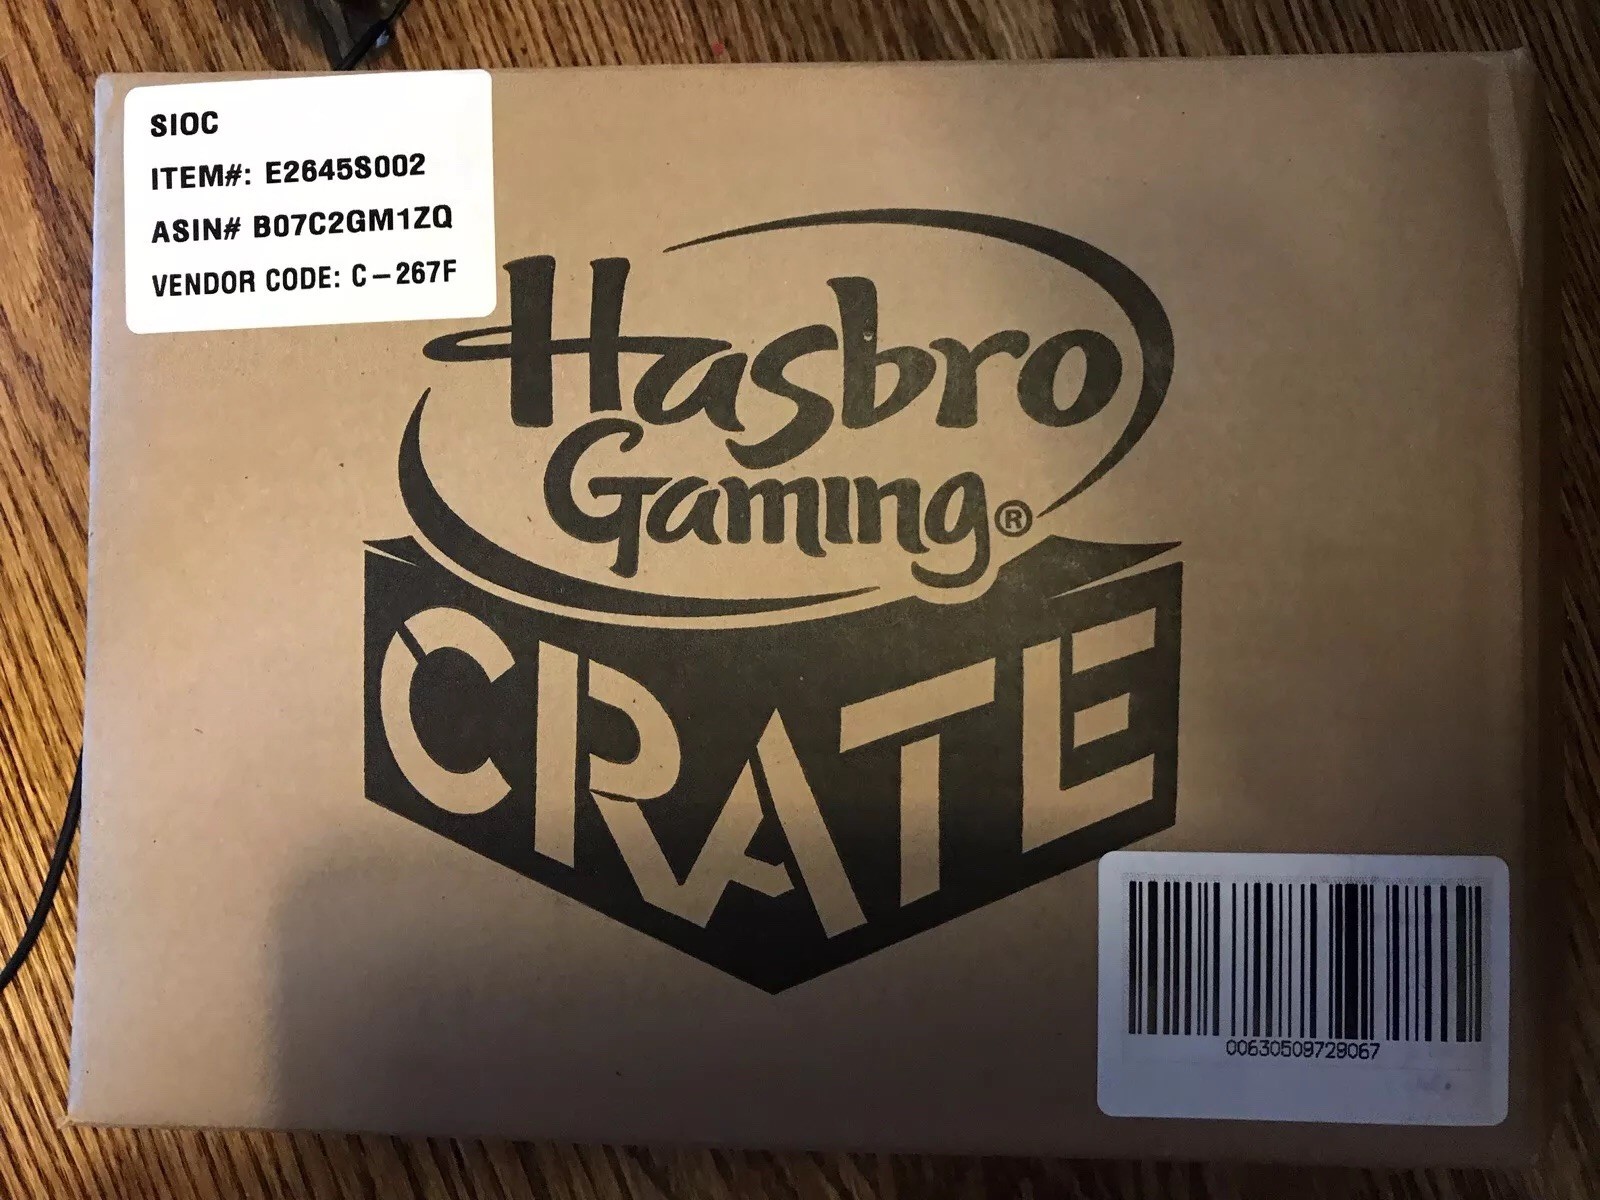 SIOC
ITEM#: E2645S002
ASIN# B07C2GM1ZQ
VENDOR CODE: C-267F
Hasbro
Gaming®
CRATE
00630509729067